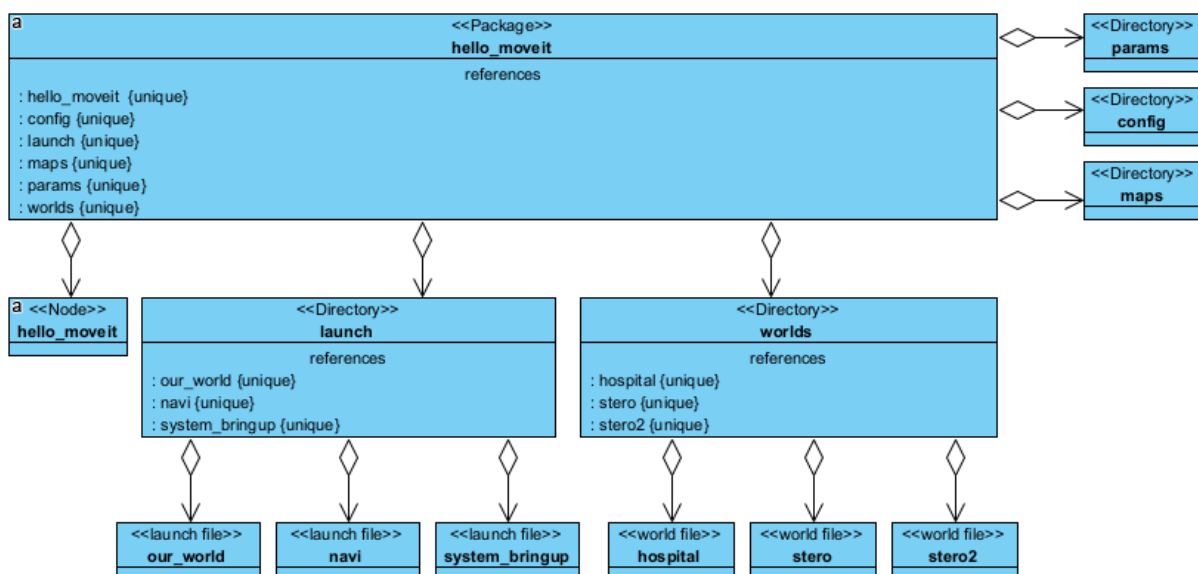 a
<<Package>>
hello_moveit
references
: hello_moveit {unique}
: config {unique}
: launch {unique}
: maps {unique}
: params {unique}
: worlds {unique}
<<Directory>>
params
<<Directory>>
config
<<Directory>>
maps
a
<<Node>>
hello_moveit
<<Directory>>
launch
references
: our_world {unique}
: navi {unique}
: system_bringup {unique}
<<Directory>>
worlds
references
: hospital {unique}
: stero {unique}
: stero2 {unique}
<<launch file>>
our_world
<<launch file>>
navi
<<launch file>>
system_bringup
<<world file>>
hospital
<<world file>>
stero
<<world file>>
stero2